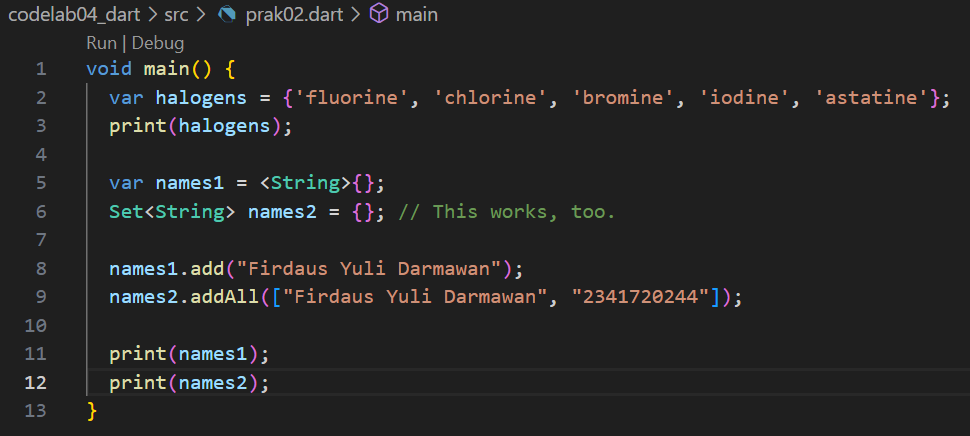 codelab04_dart > src > prak02.dart > main
Run | Debug
1 void main() {
2 var halogens = {'fluorine', 'chlorine', 'bromine', 'iodine', 'astatine'};
3 print(halogens);
4
5 var names1 = <String>{};
6 Set<String> names2 = {}; // This works, too.
7
8 names1.add("Firdaus Yuli Darmawan");
9 names2.addAll(["Firdaus Yuli Darmawan", "2341720244"]);
10
11 print(names1);
12 print(names2);
13 }